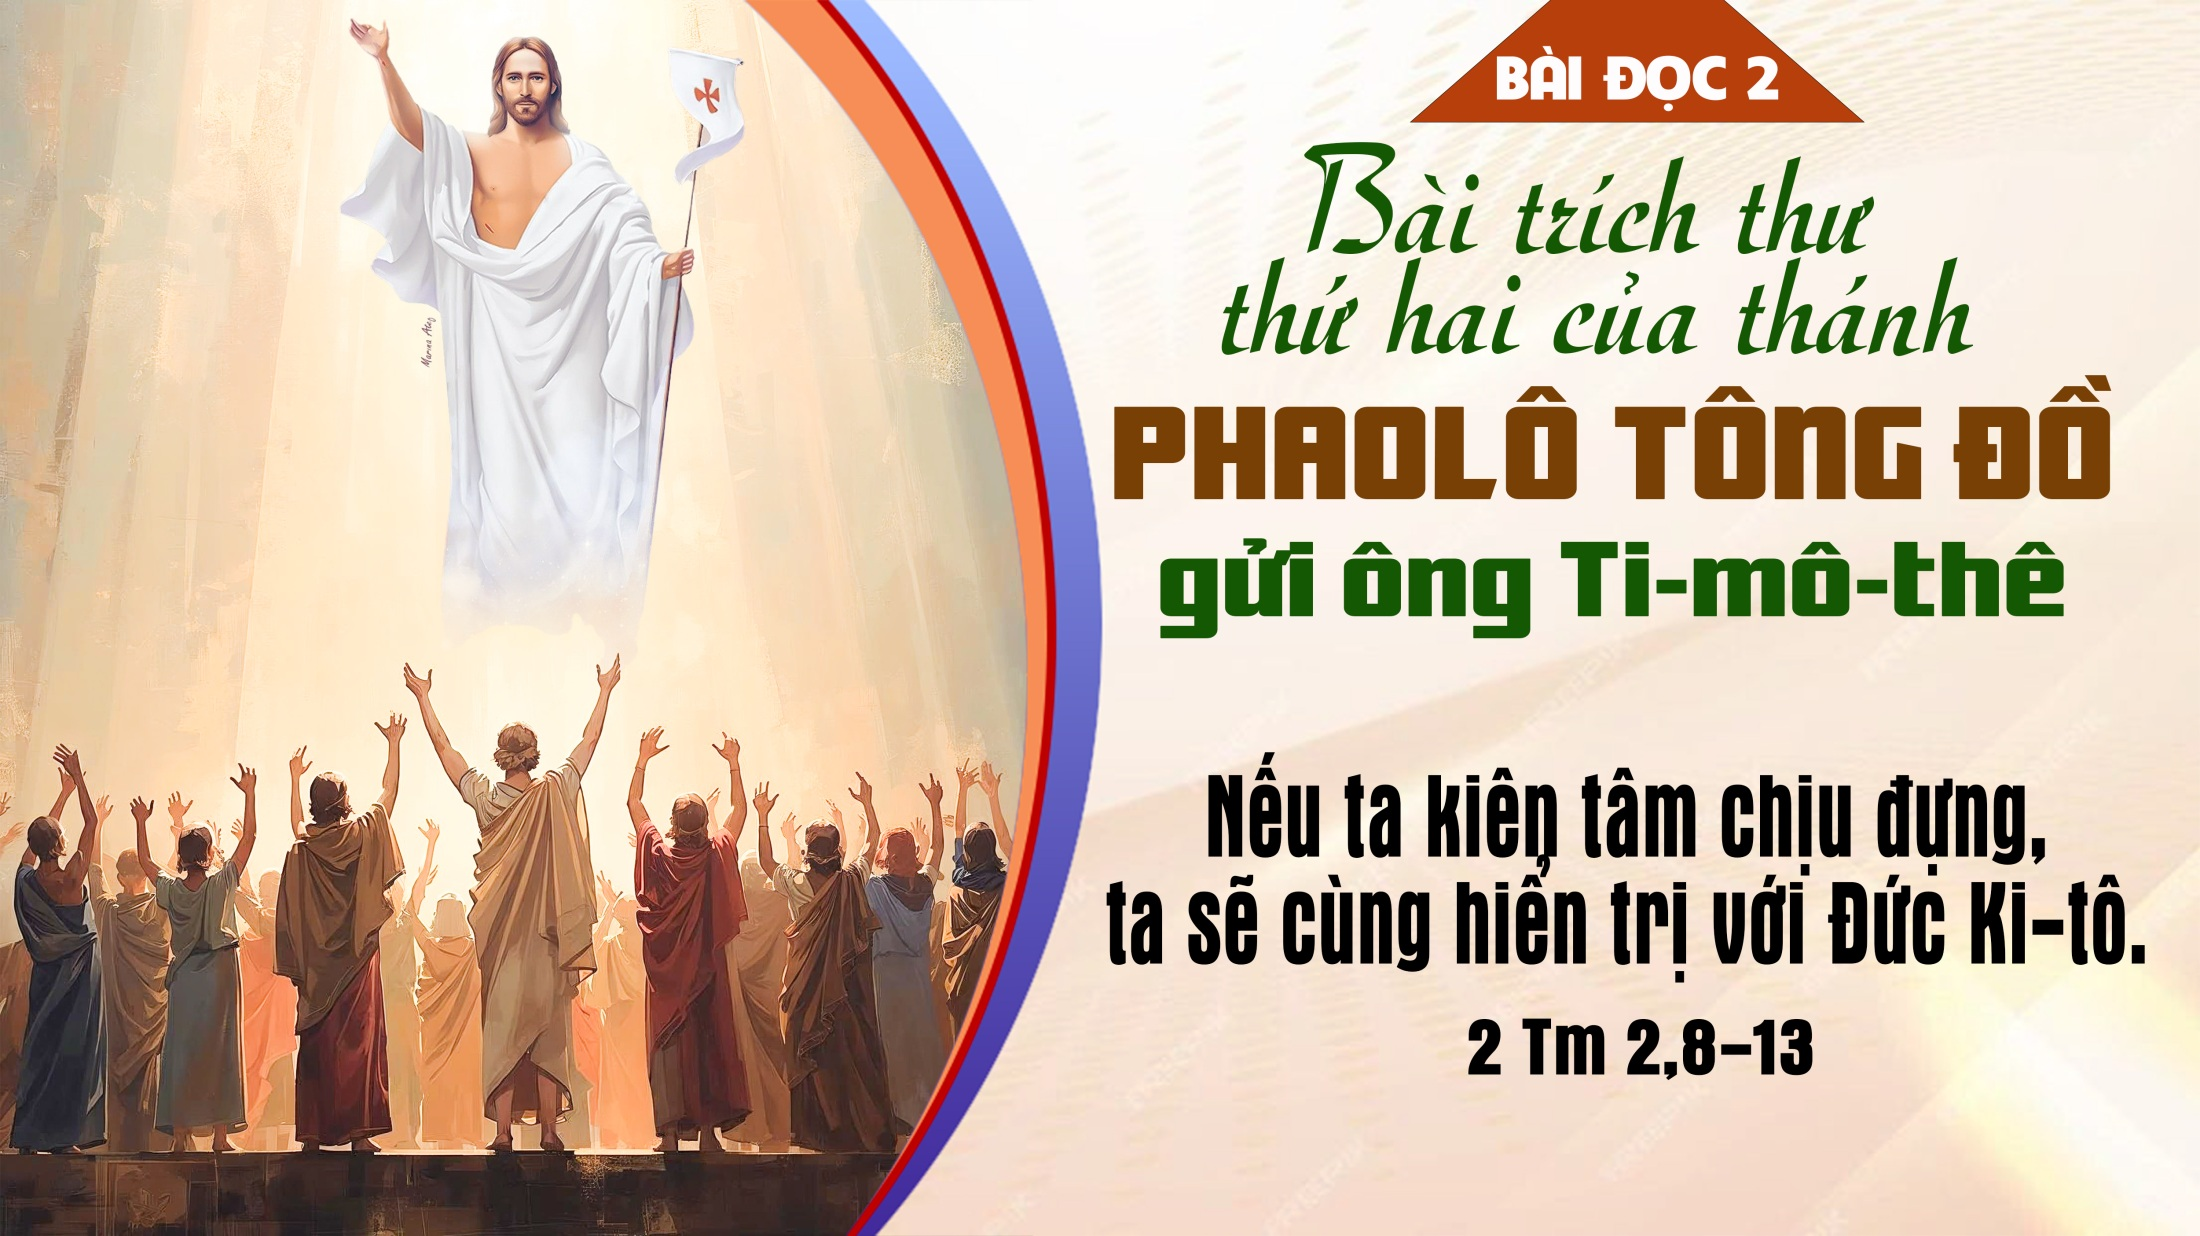 BÀI ĐỌC 2
Bài trích thư
thứ hai của thánh
PHAOLÔ TÔNG ĐỒ
gửi ông Ti-mô-thê
Nếu ta kiên tâm chịu đựng,
ta sẽ cùng hiển trị với Đức Ki-tô.
2 Tm 2,8-13